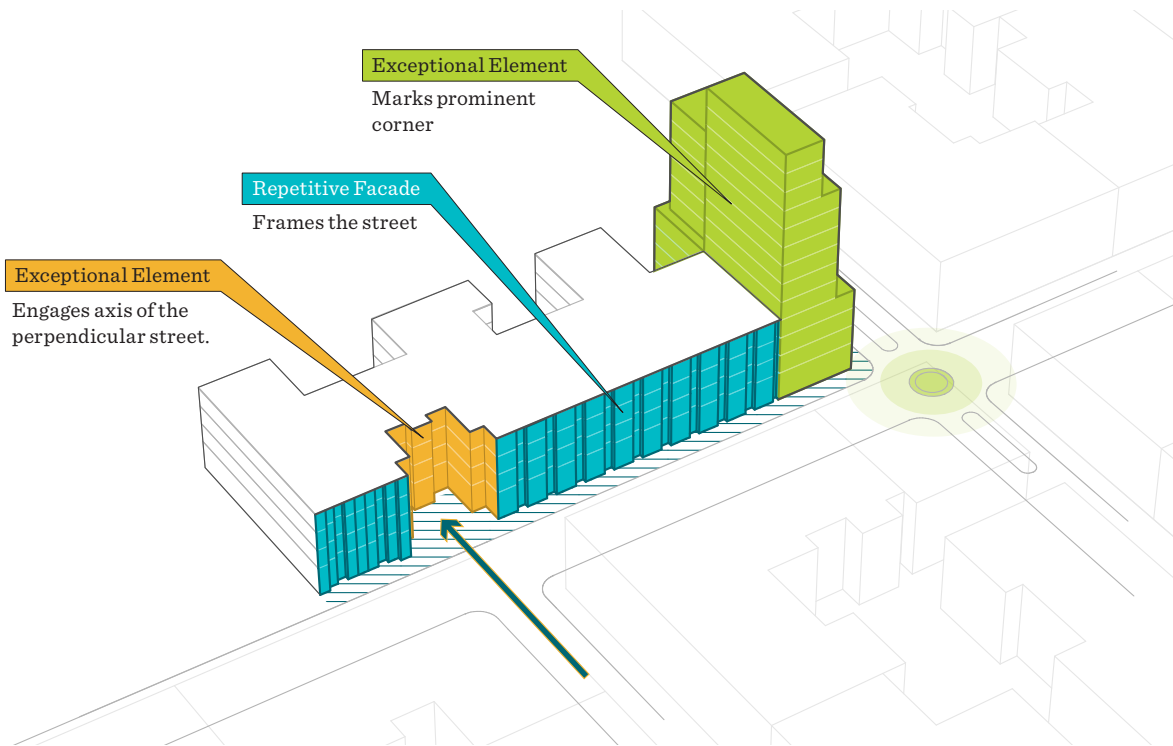 Exceptional Element
Marks prominent
corner
Repetitive Facade
Frames the street
Exceptional Element
Engages axis of the
perpendicular street.